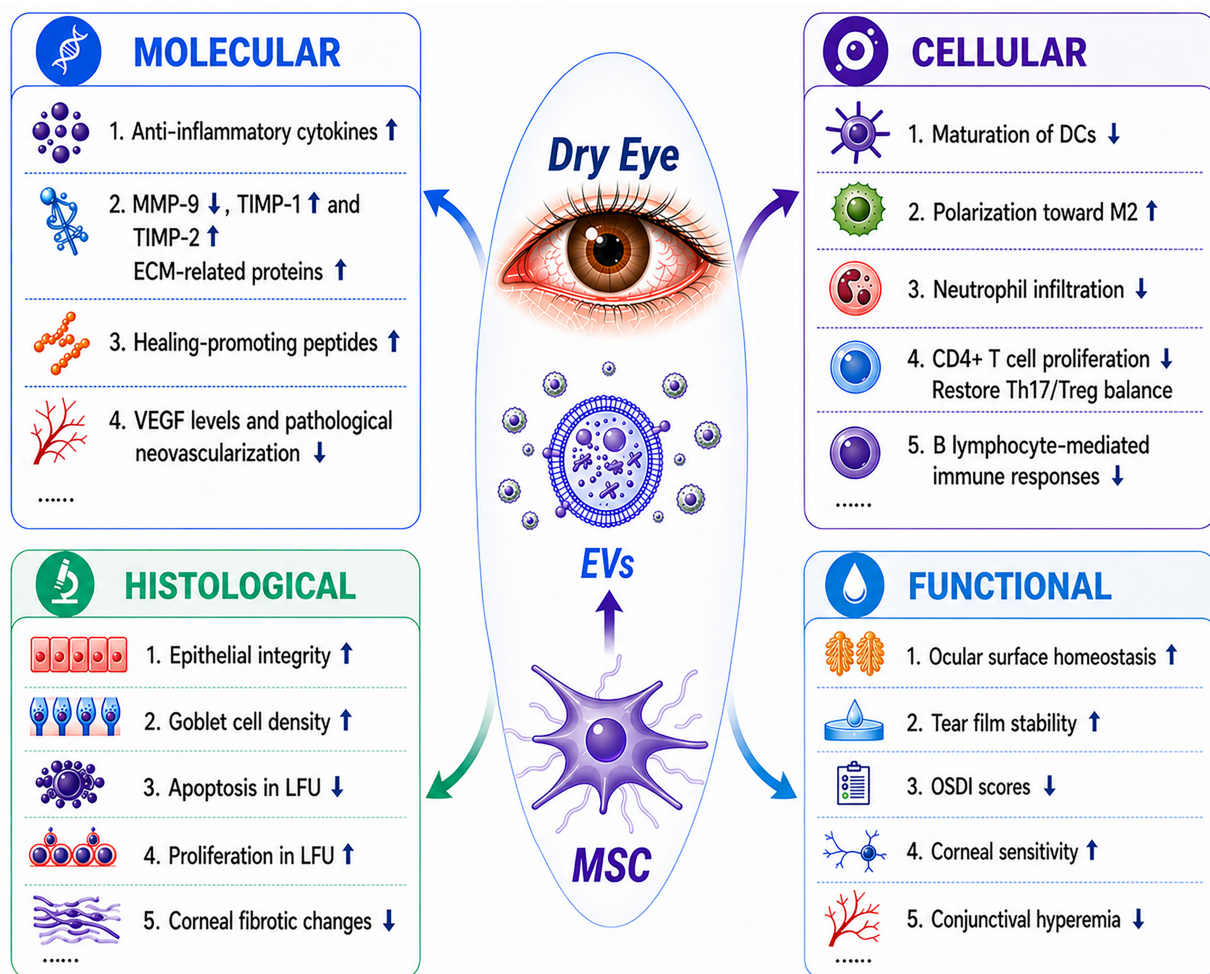 MOLECULAR
1. Anti-inflammatory cytokines ↑
2. MMP-9 ↓, TIMP-1 ↑ and
TIMP-2 ↑
ECM-related proteins ↑
3. Healing-promoting peptides ↑
4. VEGF levels and pathological
neovascularization ↓
......
CELLULAR
1. Maturation of DCs ↓
2. Polarization toward M2 ↑
3. Neutrophil infiltration ↓
4. CD4+ T cell proliferation ↓
Restore Th17/Treg balance
5. B lymphocyte-mediated
immune responses ↓
......
Dry Eye
EVs
MSC
HISTOLOGICAL
1. Epithelial integrity ↑
2. Goblet cell density ↑
3. Apoptosis in LFU ↓
4. Proliferation in LFU ↑
5. Corneal fibrotic changes ↓
......
FUNCTIONAL
1. Ocular surface homeostasis ↑
2. Tear film stability ↑
3. OSDI scores ↓
4. Corneal sensitivity ↑
5. Conjunctival hyperemia ↓
......